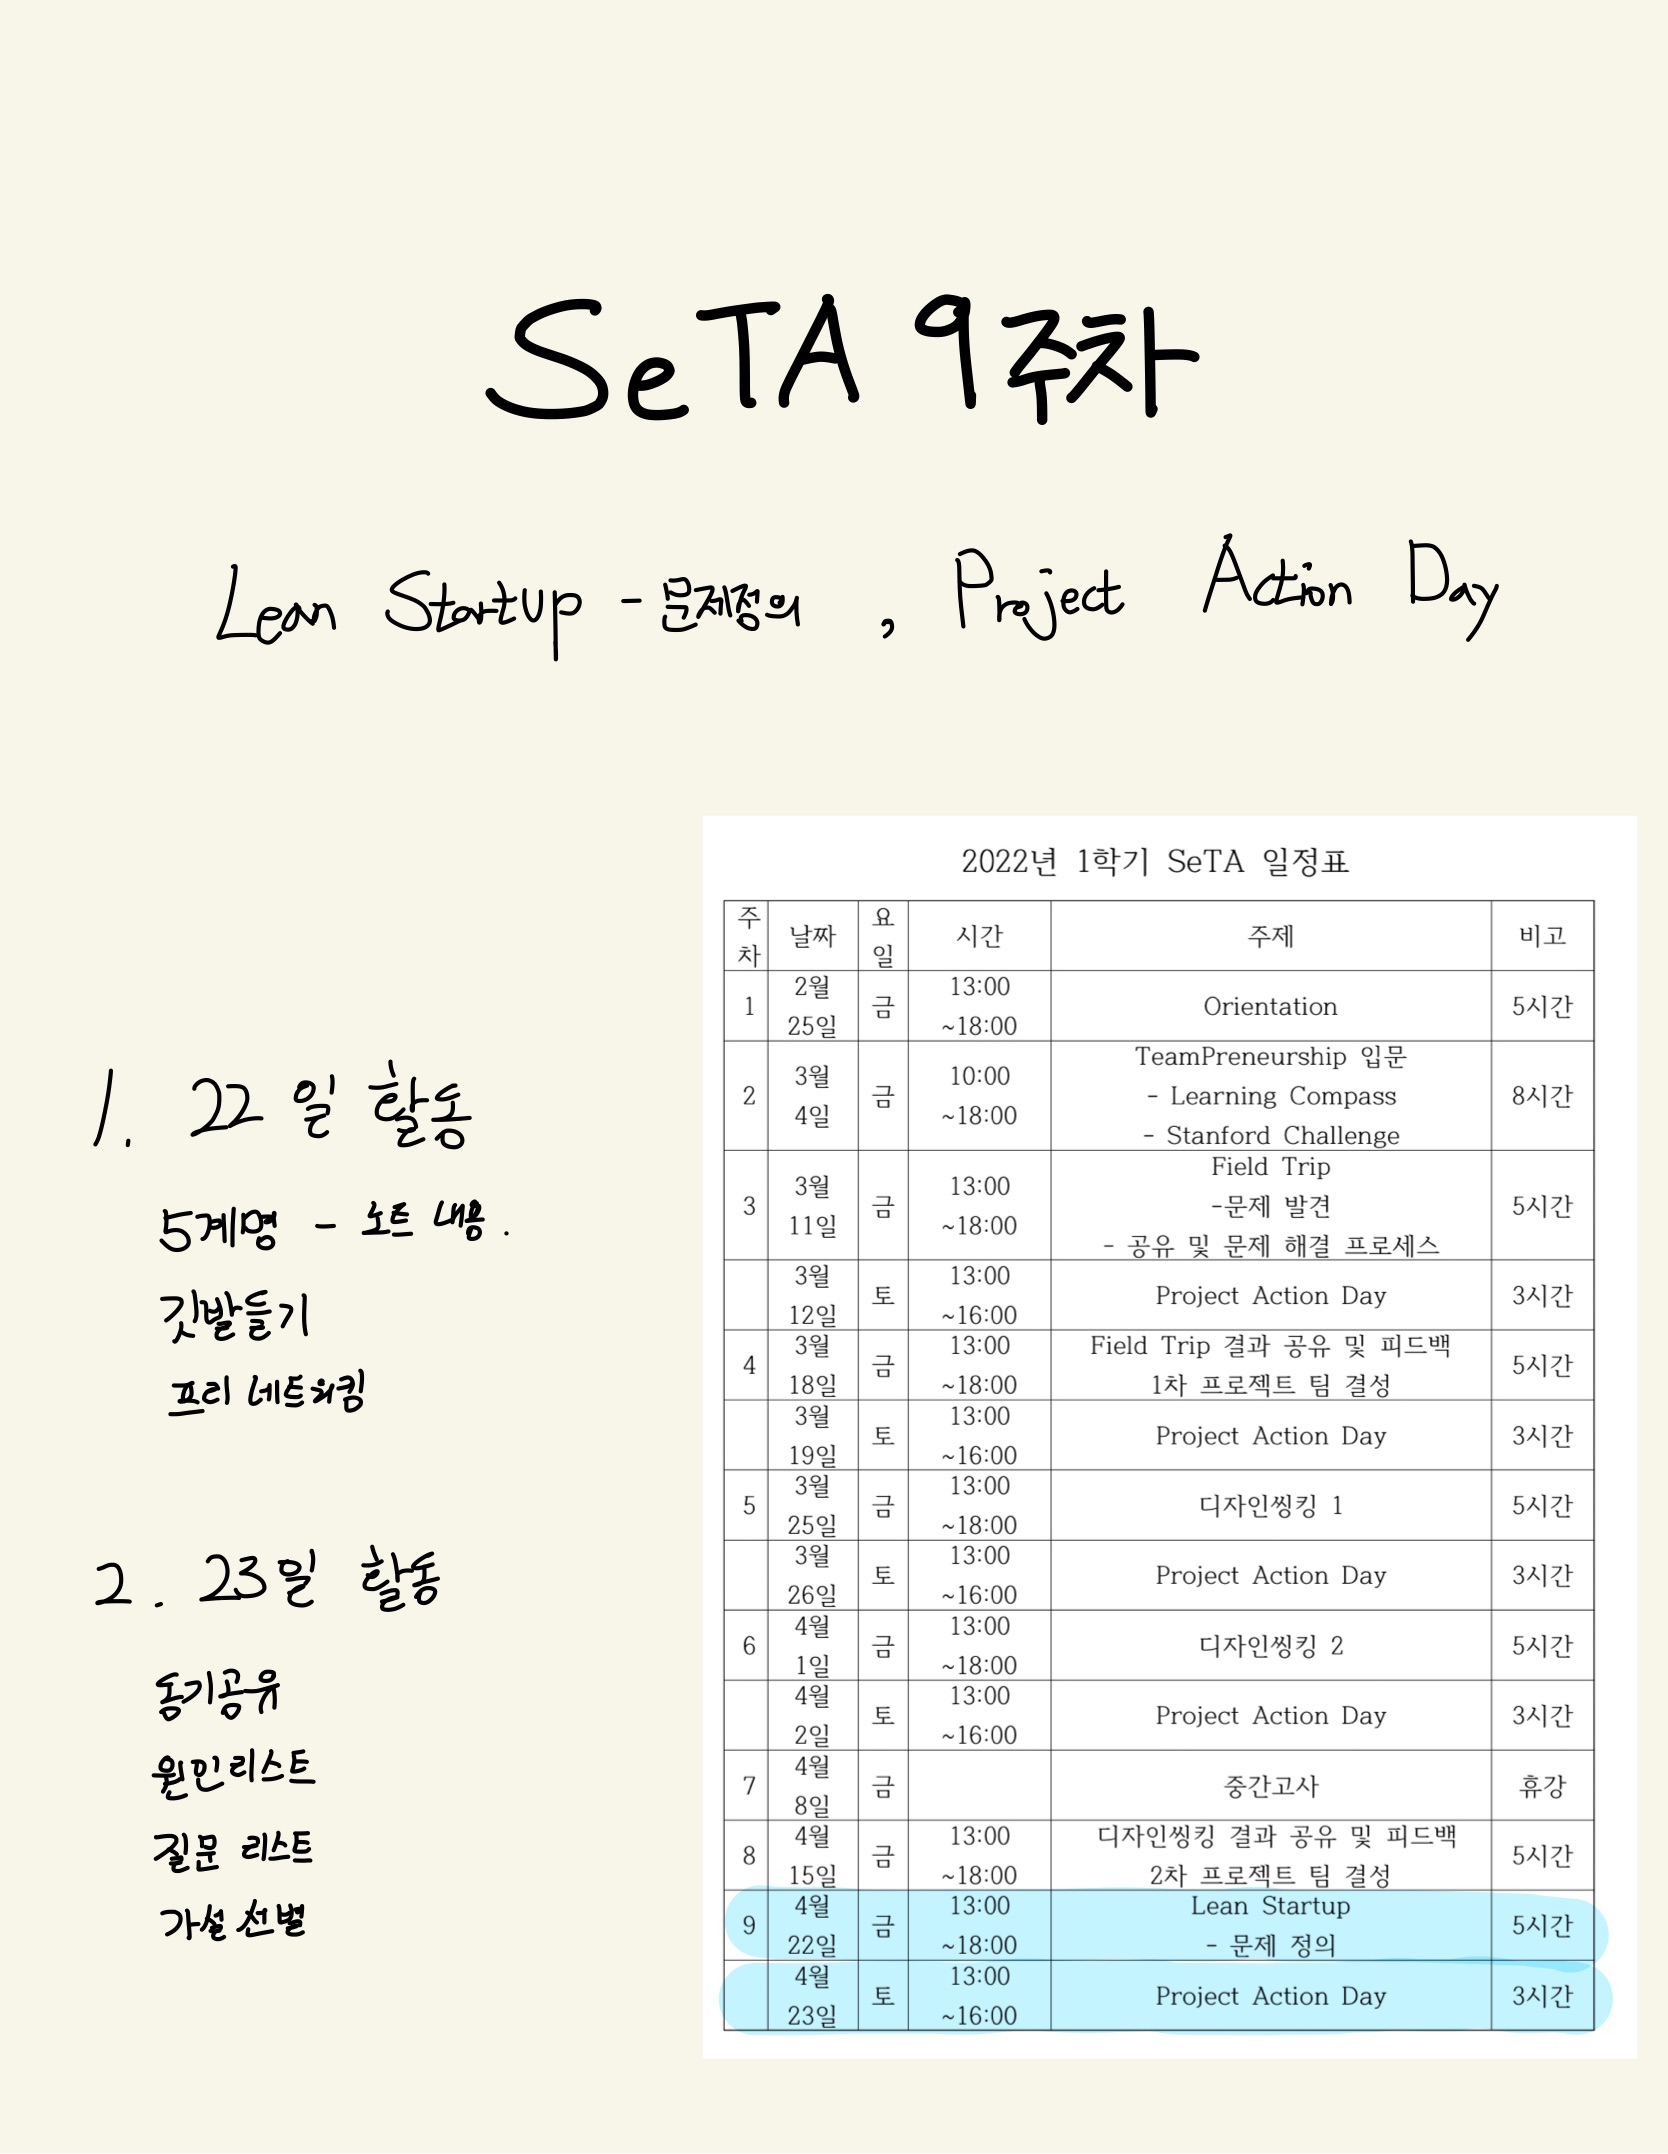 SeTA 9주차
Lean Startup - 문제정의 , Project Action Day
1. 22일 활동
5계명 - 노트 내용.
깃발들기
프리 네트워킹
2. 23일 활동
동기공유
원인리스트
질문 리스트
가설 선별
2022년 1학기 SeTA 일정표
주차 날짜 요일 시간 주제 비고
1 2월 25일 금 13:00 ~18:00 Orientation 5시간
2 3월 4일 금 10:00 ~18:00 TeamPreneurship 입문 - Learning Compass - Stanford Challenge 8시간
3 3월 11일 금 13:00 ~18:00 Field Trip -문제 발견 - 공유 및 문제 해결 프로세스 5시간
3월 12일 토 13:00 ~16:00 Project Action Day 3시간
4 3월 18일 금 13:00 ~18:00 Field Trip 결과 공유 및 피드백 1차 프로젝트 팀 결성 5시간
3월 19일 토 13:00 ~16:00 Project Action Day 3시간
5 3월 25일 금 13:00 ~18:00 디자인씽킹 1 5시간
3월 26일 토 13:00 ~16:00 Project Action Day 3시간
6 4월 1일 금 13:00 ~18:00 디자인씽킹 2 5시간
4월 2일 토 13:00 ~16:00 Project Action Day 3시간
7 4월 8일 금 중간고사 휴강
8 4월 15일 금 13:00 ~18:00 디자인씽킹 결과 공유 및 피드백 2차 프로젝트 팀 결성 5시간
9 4월 22일 금 13:00 ~18:00 Lean Startup - 문제 정의 5시간
4월 23일 토 13:00 ~16:00 Project Action Day 3시간